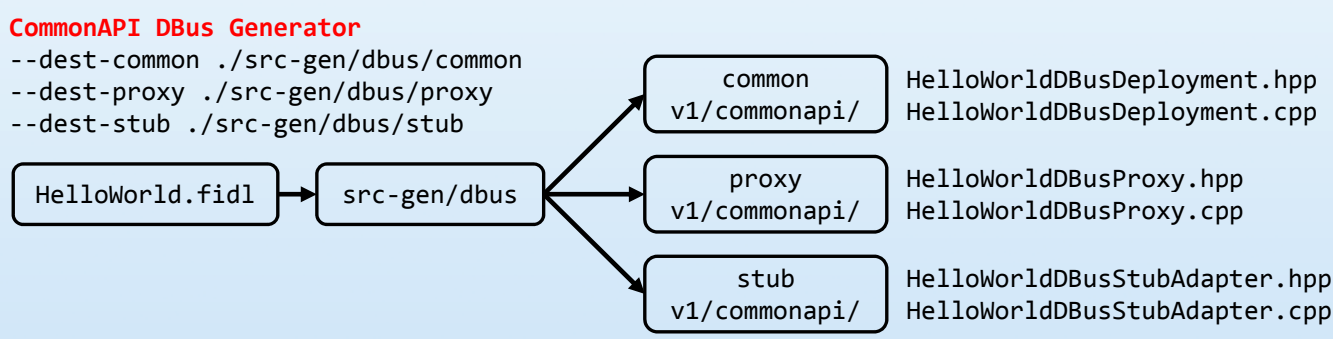 CommonAPI DBus Generator
--dest-common ./src-gen/dbus/common
--dest-proxy ./src-gen/dbus/proxy
--dest-stub ./src-gen/dbus/stub
HelloWorld.fidl
src-gen/dbus
common
v1/commonapi/
HelloWorldDBusDeployment.hpp
HelloWorldDBusDeployment.cpp
proxy
v1/commonapi/
HelloWorldDBusProxy.hpp
HelloWorldDBusProxy.cpp
stub
v1/commonapi/
HelloWorldDBusStubAdapter.hpp
HelloWorldDBusStubAdapter.cpp